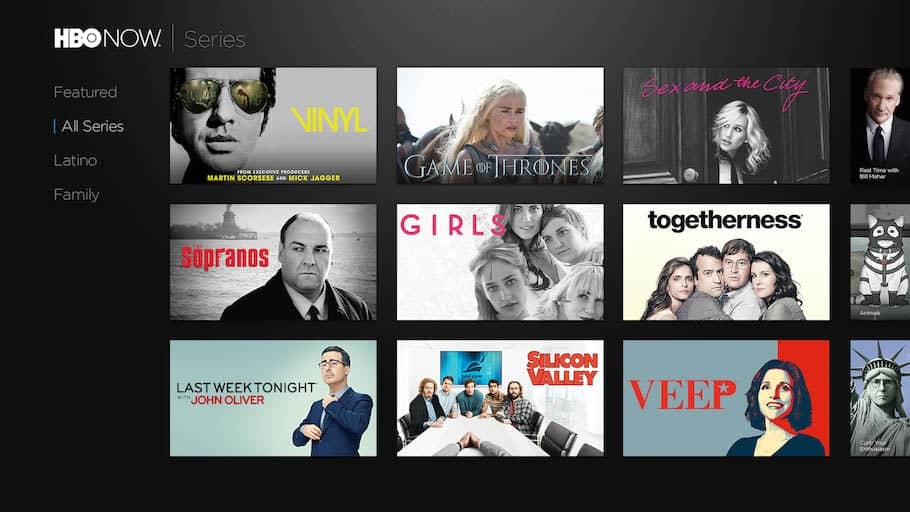 HBO NOW. Series
Featured
All Series
Latino
Family
VINYL
FROM EXECUTIVE PRODUCERS
MARTIN SCORSESE AND MICK JAGGER
GAME OF THRONES
Sex and the City
Real Time with
Bill Maher
THE
Sopranos
GIRLS
togetherness
Animals
LAST WEEK TONIGHT
WITH JOHN OLIVER
SILICON
VALLEY
VEEP
Curb Your
Enthusiasm